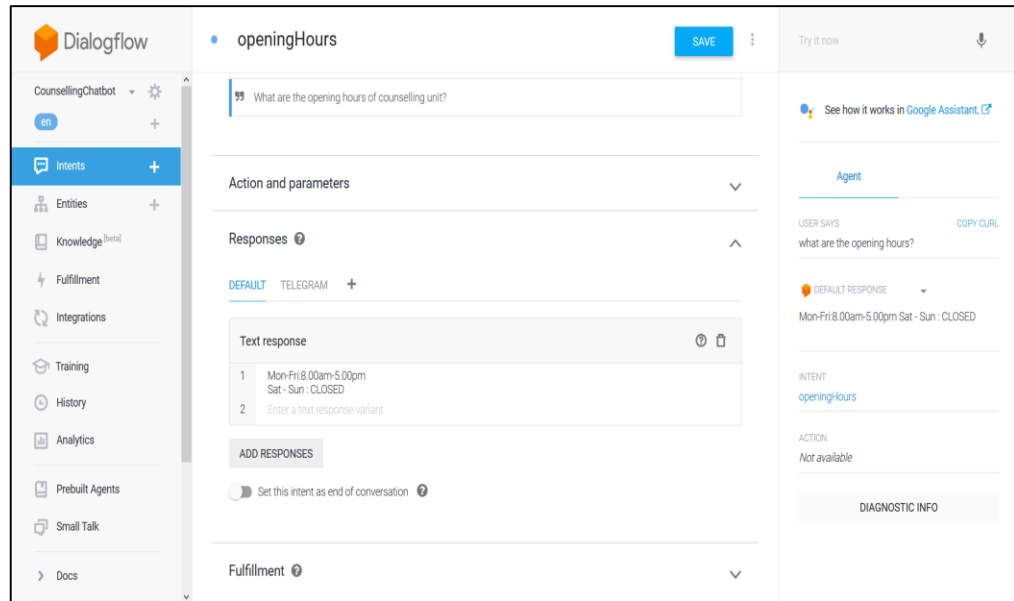 Dialogflow
CounsellingChatbot
en
Intents
Entities
Knowledge [beta]
Fulfillment
Integrations
Training
History
Analytics
Prebuilt Agents
Small Talk
Docs
openingHours
SAVE
What are the opening hours of counselling unit?
Action and parameters
Responses
DEFAULT TELEGRAM +
Text response
1 Mon-Fri:8.00am-5.00pm
Sat - Sun : CLOSED
2 Enter a text response variant
ADD RESPONSES
Set this intent as end of conversation
Fulfillment
Try it now
See how it works in Google Assistant.
Agent
USER SAYS COPY CURL
what are the opening hours?
DEFAULT RESPONSE
Mon-Fri:8.00am-5.00pm Sat - Sun : CLOSED
INTENT
openingHours
ACTION
Not available
DIAGNOSTIC INFO